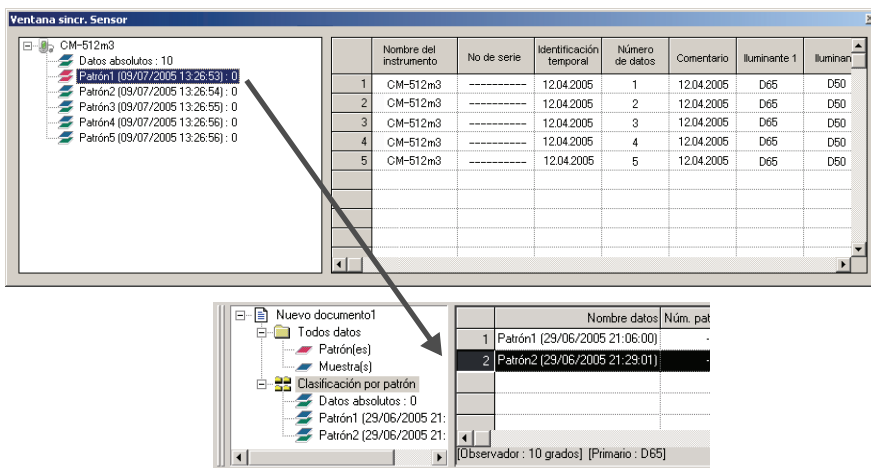 Ventana sincr. Sensor
CM-512m3
Datos absolutos : 10
Patrón1 (09/07/2005 13:26:53) : 0
Patrón2 (09/07/2005 13:26:54) : 0
Patrón3 (09/07/2005 13:26:55) : 0
Patrón4 (09/07/2005 13:26:56) : 0
Patrón5 (09/07/2005 13:26:56) : 0
Nombre del instrumento No de serie Identificación temporal Número de datos Comentario Iluminante 1 Iluminan
1 CM-512m3 ---------- 12.04.2005 1 12.04.2005 D65 D50
2 CM-512m3 ---------- 12.04.2005 2 12.04.2005 D65 D50
3 CM-512m3 ---------- 12.04.2005 3 12.04.2005 D65 D50
4 CM-512m3 ---------- 12.04.2005 4 12.04.2005 D65 D50
5 CM-512m3 ---------- 12.04.2005 5 12.04.2005 D65 D50
Nuevo documento1
Todos datos
Patrón(es)
Muestra(s)
Clasificación por patrón
Datos absolutos : 0
Patrón1 (29/06/2005 21:
Patrón2 (29/06/2005 21:
Nombre datos Núm. pat
1 Patrón1 (29/06/2005 21:06:00) -
2 Patrón2 (29/06/2005 21:29:01) -
[Observador : 10 grados] [Primario : D65]